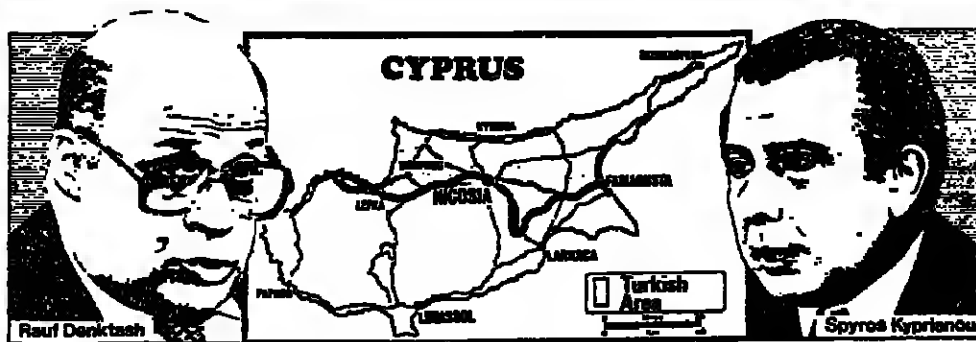 CYPRUS
KYRENIA
NICOSIA
FAMAGUSTA
LEFKA
LARNACA
PAPHOS
LIMASSOL
Turkish
Area
Rauf Denktash
Spyros Kyprianou